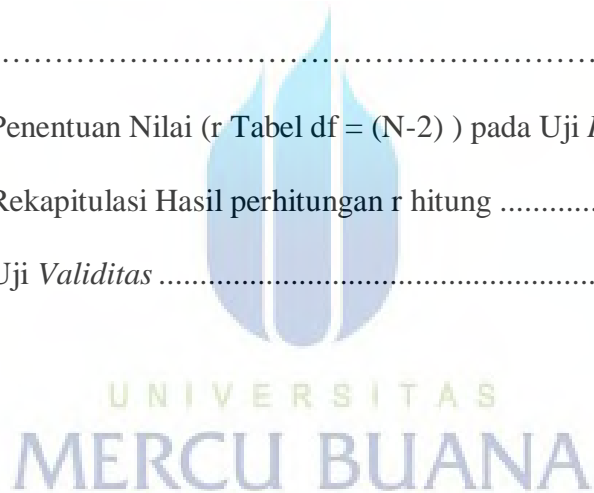 ……………………………………………………
Penentuan Nilai (r Tabel df = (N-2) ) pada Uji
Rekapitulasi Hasil perhitungan r hitung .............
Uji Validitas ............................................................
UNIVERSITAS
MERCU BUANA